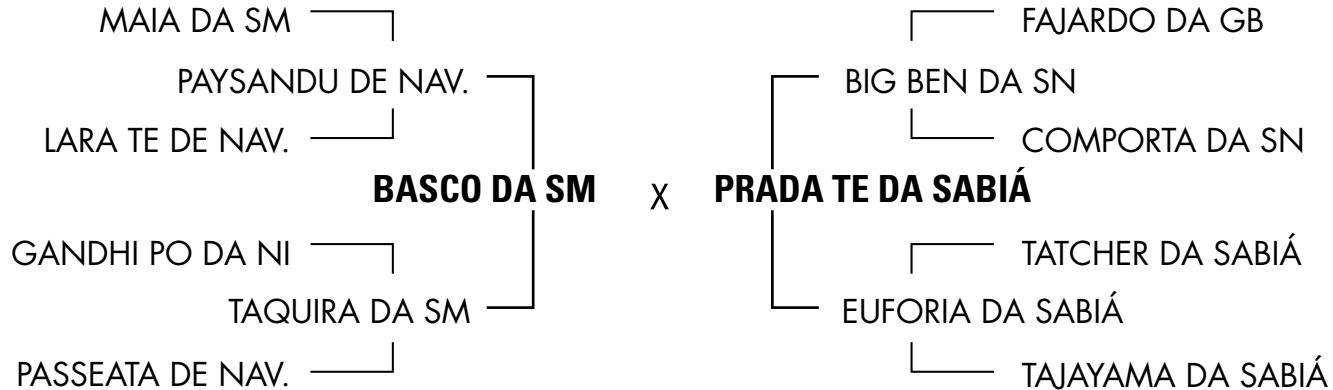 MAIA DA SM FAJARDO DA GB
PAYSANDU DE NAV. BIG BEN DA SN
LARA TE DE NAV. COMPORTA DA SN
BASCO DA SM X PRADA TE DA SABIÁ
GANDHI PO DA NI TATCHER DA SABIÁ
TAQUIRA DA SM EUFORIA DA SABIÁ
PASSEATA DE NAV. TAJAYAMA DA SABIÁ